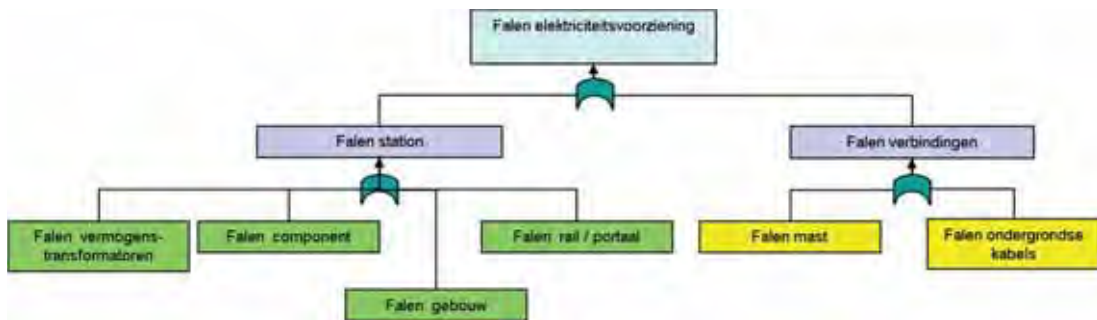 Falen elektriciteitsvoorziening
Falen station
Falen verbindingen
Falen vermogens-
transformatoren
Falen component
Falen rail / portaal
Falen mast
Falen ondergrondse
kabels
Falen gebouw